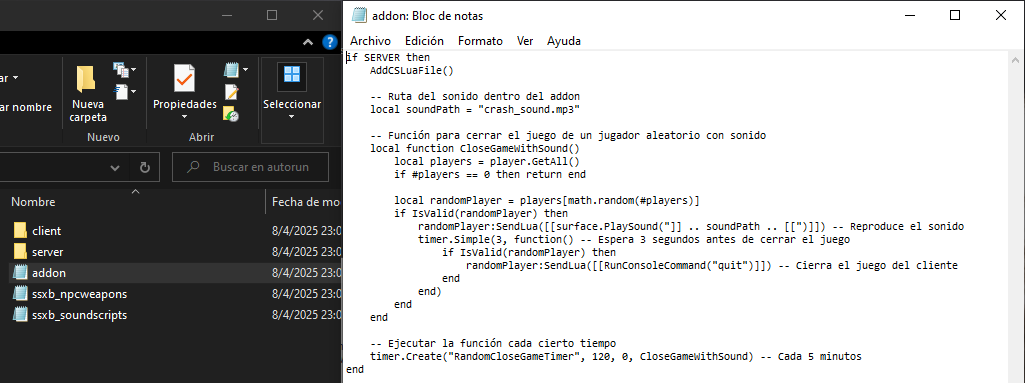 addon: Bloc de notas
Archivo Edición Formato Ver Ayuda
ar
ar nombre
Nueva carpeta
Propiedades
Seleccionar
Nuevo
Abrir
Buscar en autorun
Nombre
Fecha de mo
client 8/4/2025 23:0
server 8/4/2025 23:0
addon 8/4/2025 23:0
ssxb_npcweapons 8/4/2025 23:0
ssxb_soundscripts 8/4/2025 23:0
if SERVER then
    AddCSLuaFile()

    -- Ruta del sonido dentro del addon
    local soundPath = "crash_sound.mp3"

    -- Función para cerrar el juego de un jugador aleatorio con sonido
    local function CloseGameWithSound()
        local players = player.GetAll()
        if #players == 0 then return end

        local randomPlayer = players[math.random(#players)]
        if IsValid(randomPlayer) then
            randomPlayer:SendLua([[surface.PlaySound("]] .. soundPath .. [[")]]) -- Reproduce el sonido
            timer.Simple(3, function() -- Espera 3 segundos antes de cerrar el juego
                if IsValid(randomPlayer) then
                    randomPlayer:SendLua([[RunConsoleCommand("quit")]]) -- Cierra el juego del cliente
                end
            end)
        end
    end

    -- Ejecutar la función cada cierto tiempo
    timer.Create("RandomCloseGameTimer", 120, 0, CloseGameWithSound) -- Cada 5 minutos
end